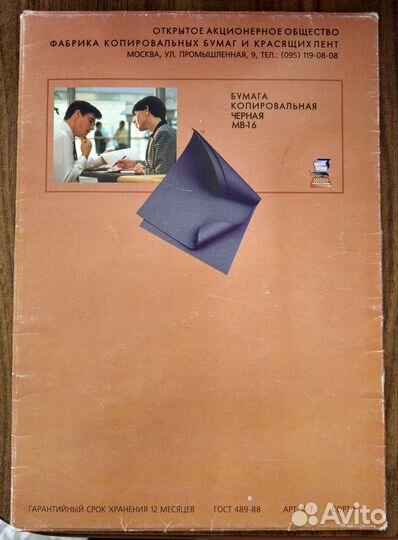 ОТКРЫТОЕ АКЦИОНЕРНОЕ ОБЩЕСТВО
ФАБРИКА КОПИРОВАЛЬНЫХ БУМАГ И КРАСЯЩИХ ЛЕНТ
МОСКВА, УЛ. ПРОМЫШЛЕННАЯ, 9, ТЕЛ.: (095) 119-08-08
БУМАГА
КОПИРОВАЛЬНАЯ
ЧЕРНАЯ
МВ-16
ГАРАНТИЙНЫЙ СРОК ХРАНЕНИЯ 12 МЕСЯЦЕВ ГОСТ 489-88
Avito